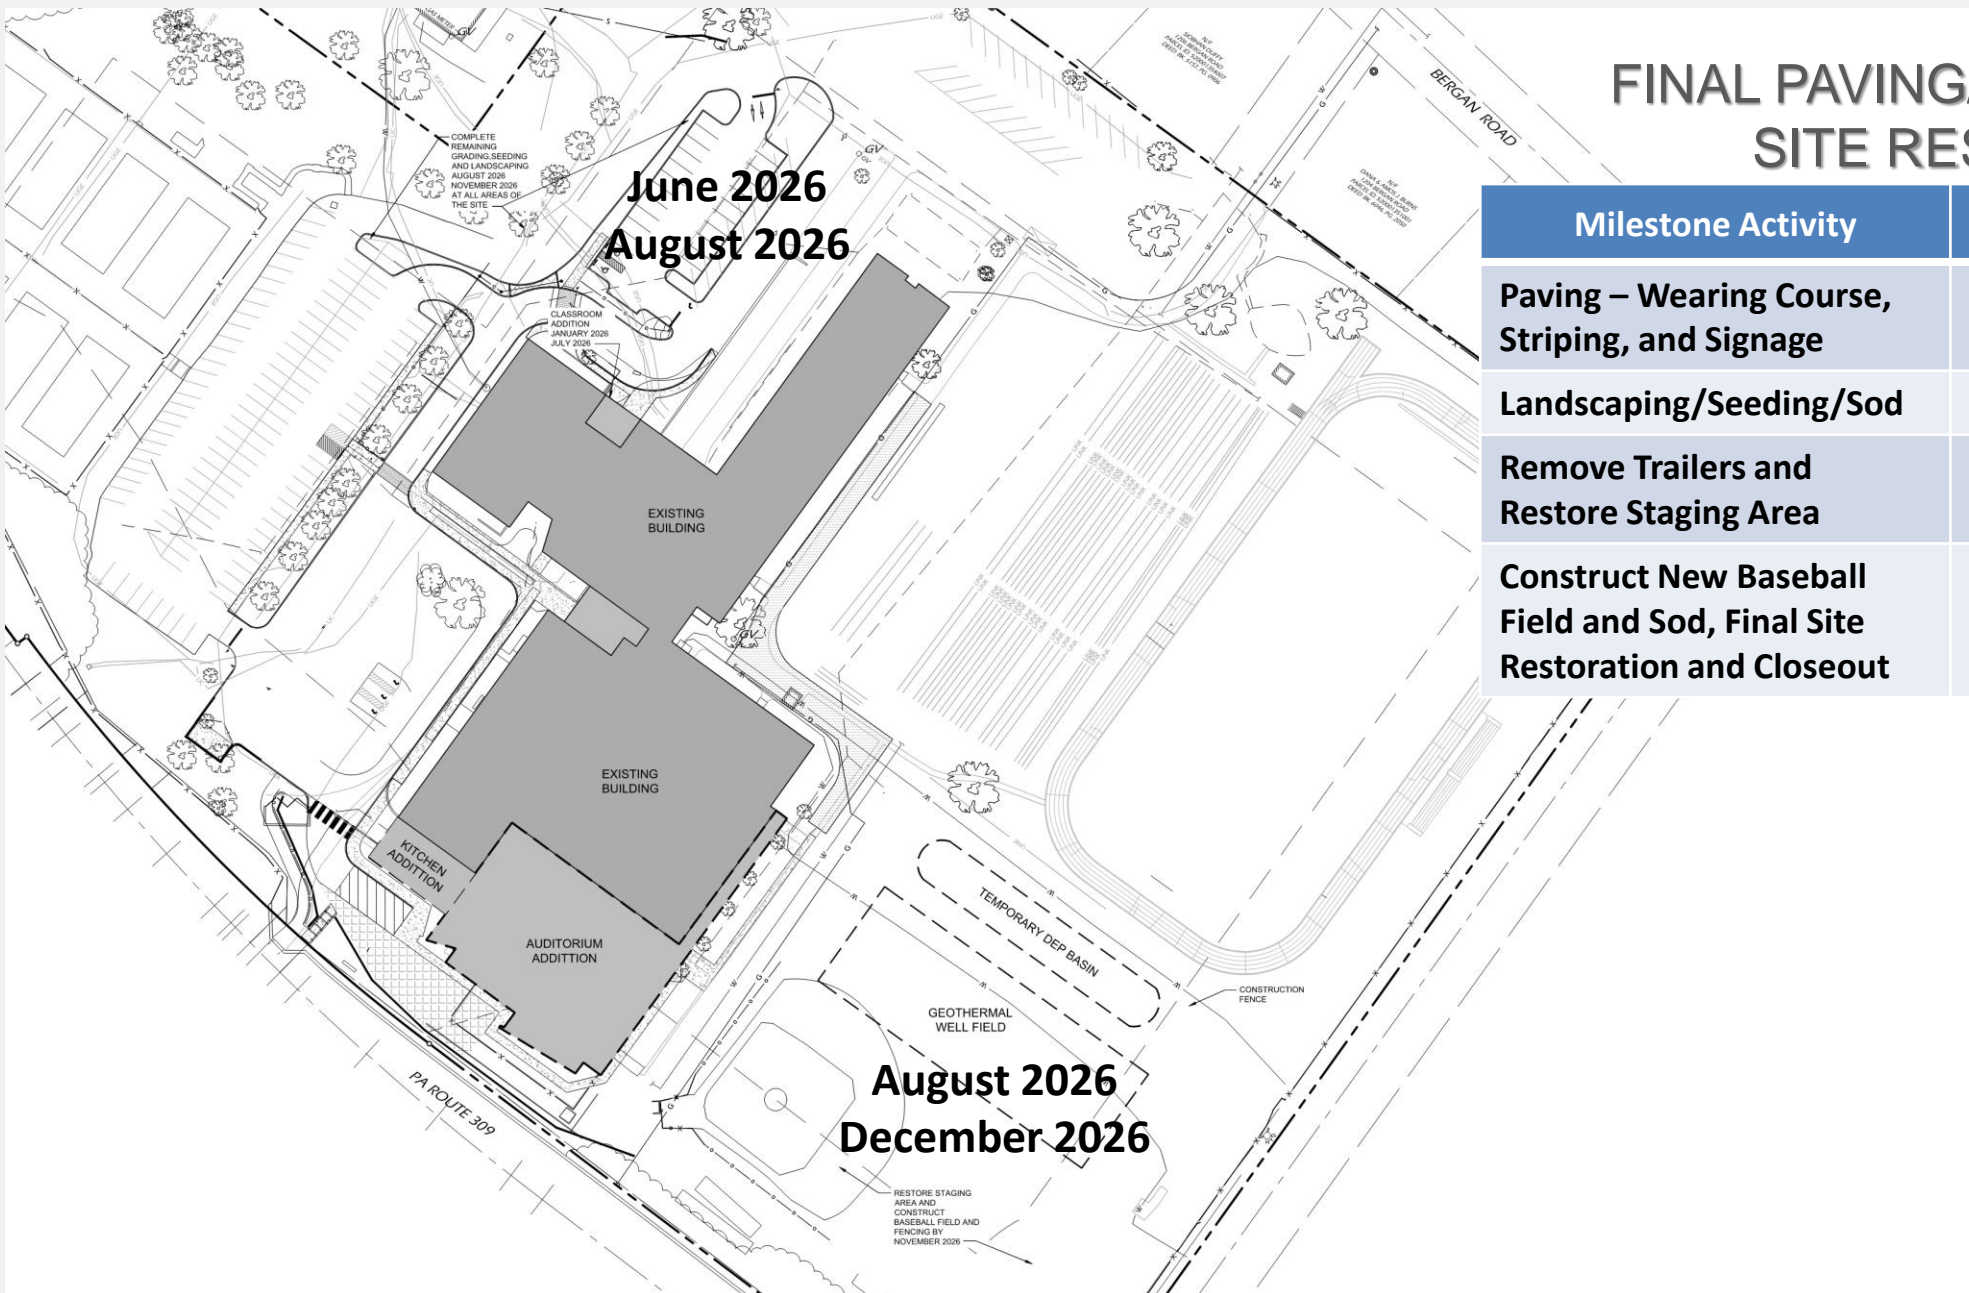 FINAL PAVING
SITE RES
Milestone Activity
Paving – Wearing Course,
Striping, and Signage
Landscaping/Seeding/Sod
Remove Trailers and
Restore Staging Area
Construct New Baseball
Field and Sod, Final Site
Restoration and Closeout
BERGAN ROAD
COMPLETE
REMAINING
GRADING,SEEDING
AND LANDSCAPING
AUGUST 2026
NOVEMBER 2026
AT ALL AREAS OF
THE SITE
June 2026
August 2026
CLASSROOM
ADDITION
JANUARY 2026
JULY 2026
EXISTING
BUILDING
EXISTING
BUILDING
KITCHEN
ADDITTION
AUDITORIUM
ADDITTION
TEMPORARY DEP BASIN
CONSTRUCTION
FENCE
GEOTHERMAL
WELL FIELD
August 2026
December 2026
PA ROUTE 309
RESTORE STAGING
AREA AND
CONSTRUCT
BASEBALL FIELD AND
FENCING BY
NOVEMBER 2026